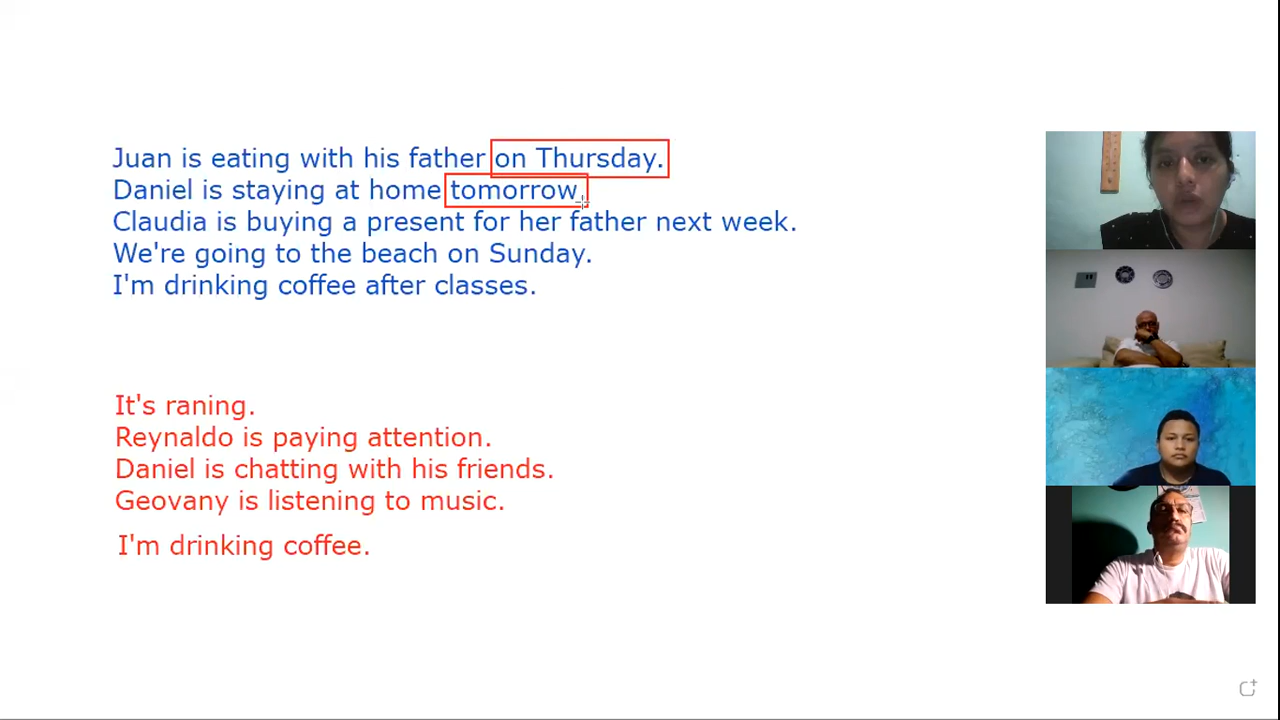 Juan is eating with his father on Thursday.
Daniel is staying at home tomorrow.
Claudia is buying a present for her father next week.
We're going to the beach on Sunday.
I'm drinking coffee after classes.
It's raning.
Reynaldo is paying attention.
Daniel is chatting with his friends.
Geovany is listening to music.
I'm drinking coffee.